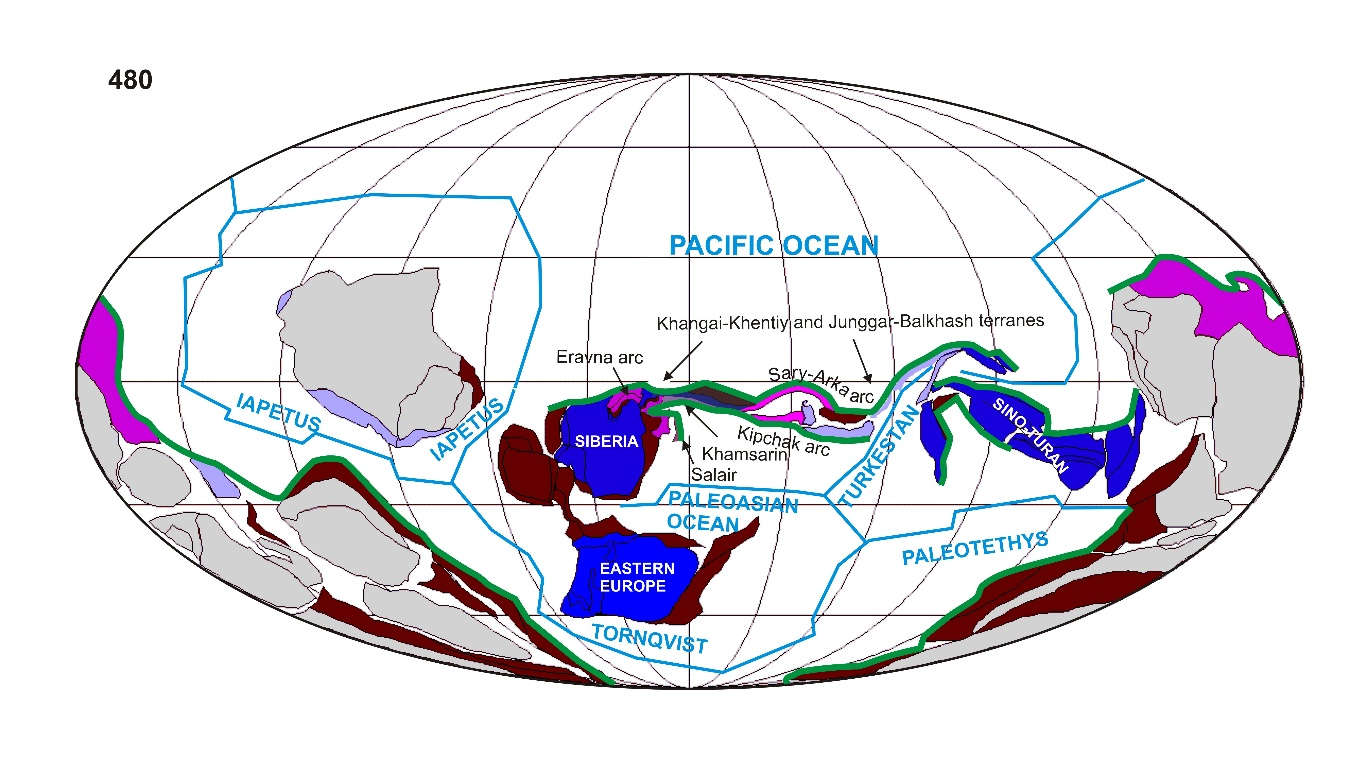 480
PACIFIC OCEAN
Khangai-Khentiy and Junggar-Balkhash terranes
Eravna arc
Sary-Arka arc
IAPETUS
IAPETUS
SIBERIA
Kipchak arc
Khamsarin
Salair
TURKESTAN
SINO-TURAN
PALEOASIAN
OCEAN
PALEOTETHYS
EASTERN
EUROPE
TORNQVIST